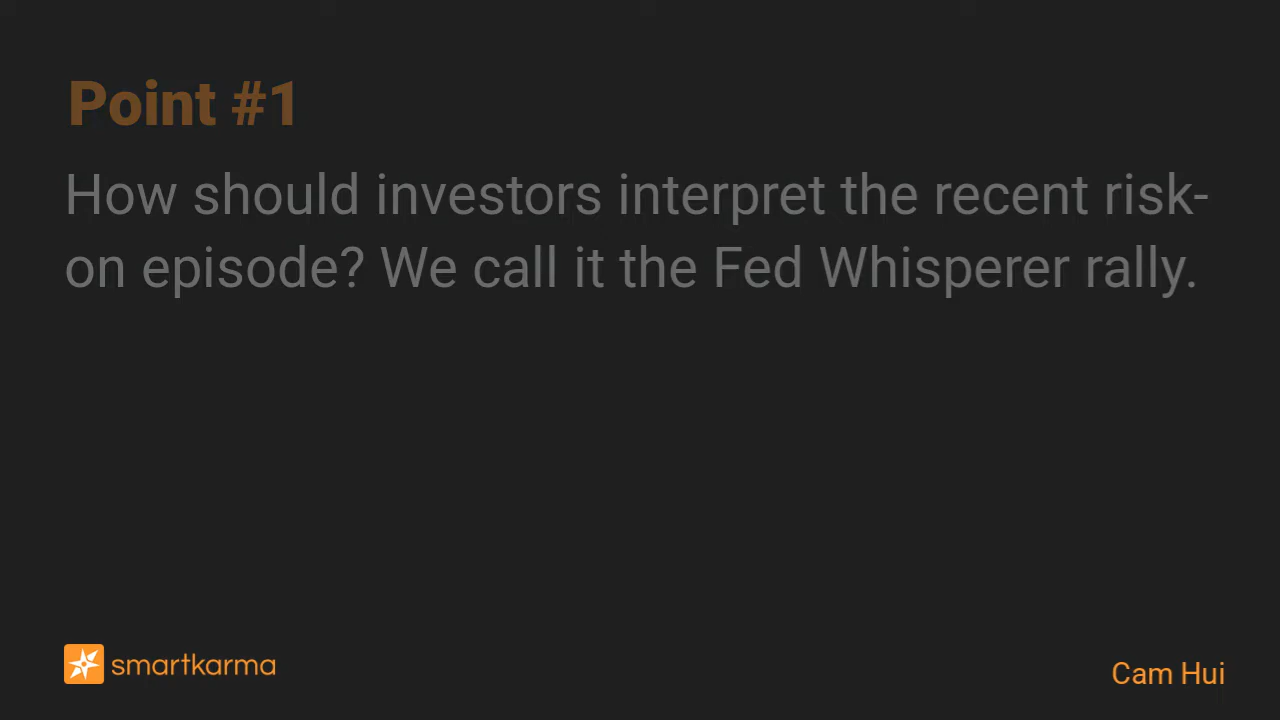 Point #1
How should investors interpret the recent risk-
on episode? We call it the Fed Whisperer rally.
smartkarma
Cam Hui